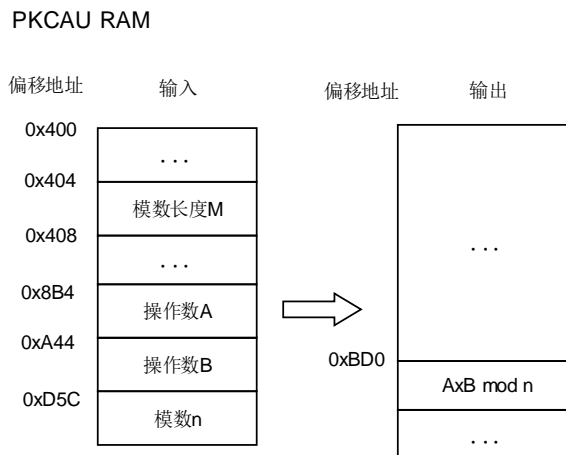 PKCAU RAM
偏移地址 输入 偏移地址 输出
0x400
...
0x404
模数长度M
0x408
...
0x8B4
操作数A
0xA44
操作数B
0xD5C
模数n
...
0xBD0
AxB mod n
...